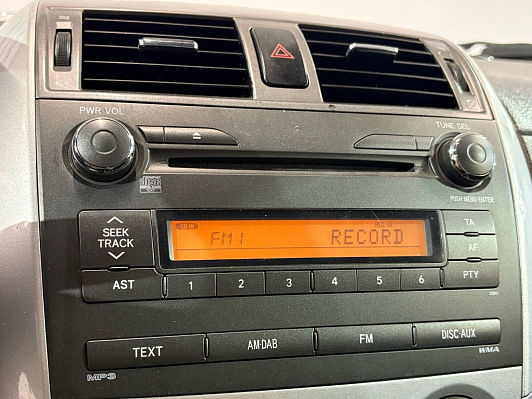 PWR·VOL
TUNE·SEL
PUSH MENU·ENTER
SEEK
TRACK
FM1 RECORD
TA
AF
AST 1 2 3 4 5 6 PTY
TEXT AM·DAB FM DISC·AUX
MP3 WMA